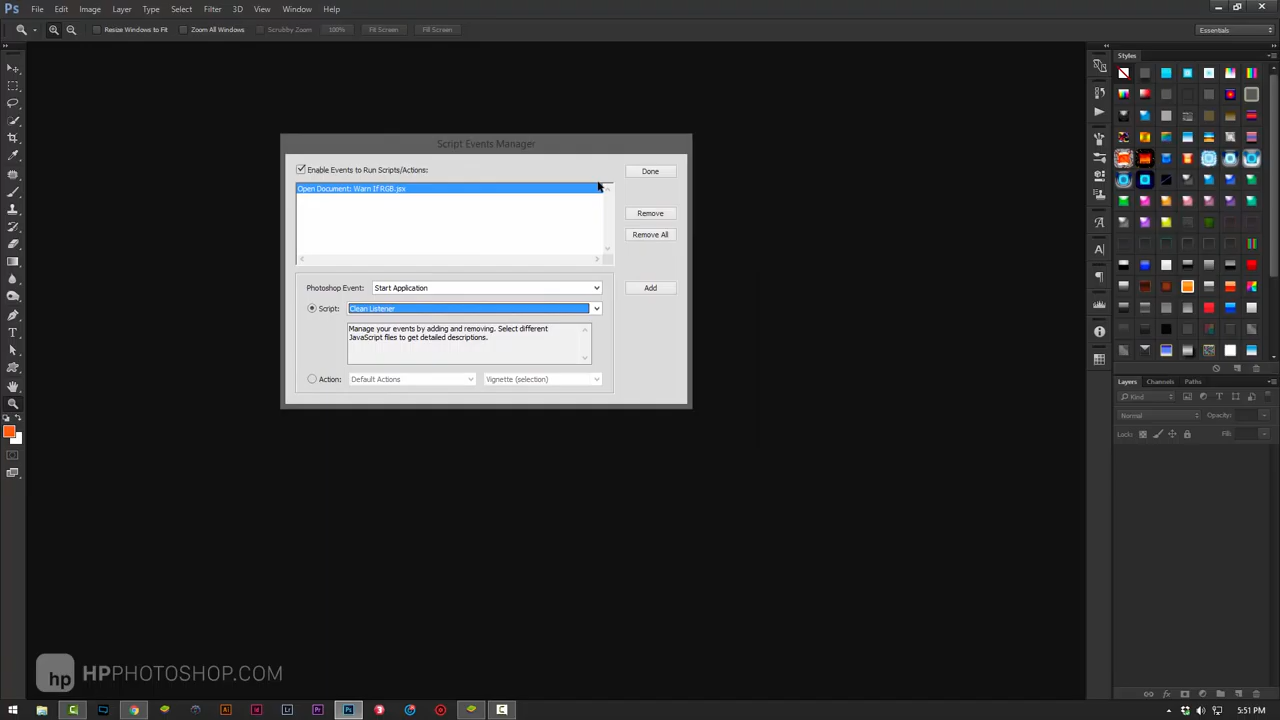 Ps File Edit Image Layer Type Select Filter 3D View Window Help
Resize Windows to Fit Zoom All Windows Scrubby Zoom 100% Fit Screen Fill Screen Essentials
Styles
Script Events Manager
Enable Events to Run Scripts/Actions:
Done
Open Document: Warn If RGB.jsx
Remove
Remove All
Photoshop Event: Start Application
Add
Script: Clean Listener
Manage your events by adding and removing. Select different
JavaScript files to get detailed descriptions.
Action: Default Actions Vignette (selection)
Layers Channels Paths
Kind
Normal Opacity:
Lock: Fill:
hp HPPHOTOSHOP.COM
5:51 PM